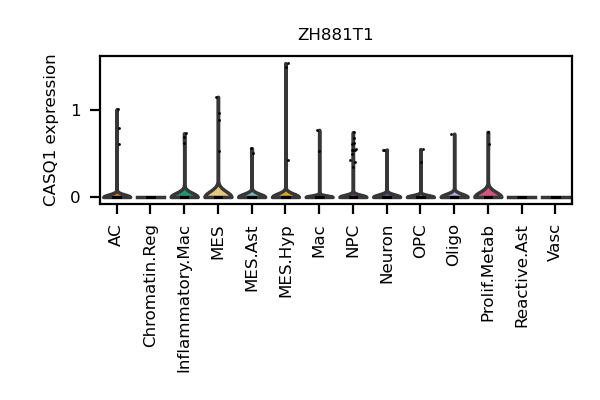 ZH881T1
CASQ1 expression
1
0
AC
Chromatin.Reg
Inflammatory.Mac
MES
MES.Ast
MES.Hyp
Mac
NPC
Neuron
OPC
Oligo
Prolif.Metab
Reactive.Ast
Vasc